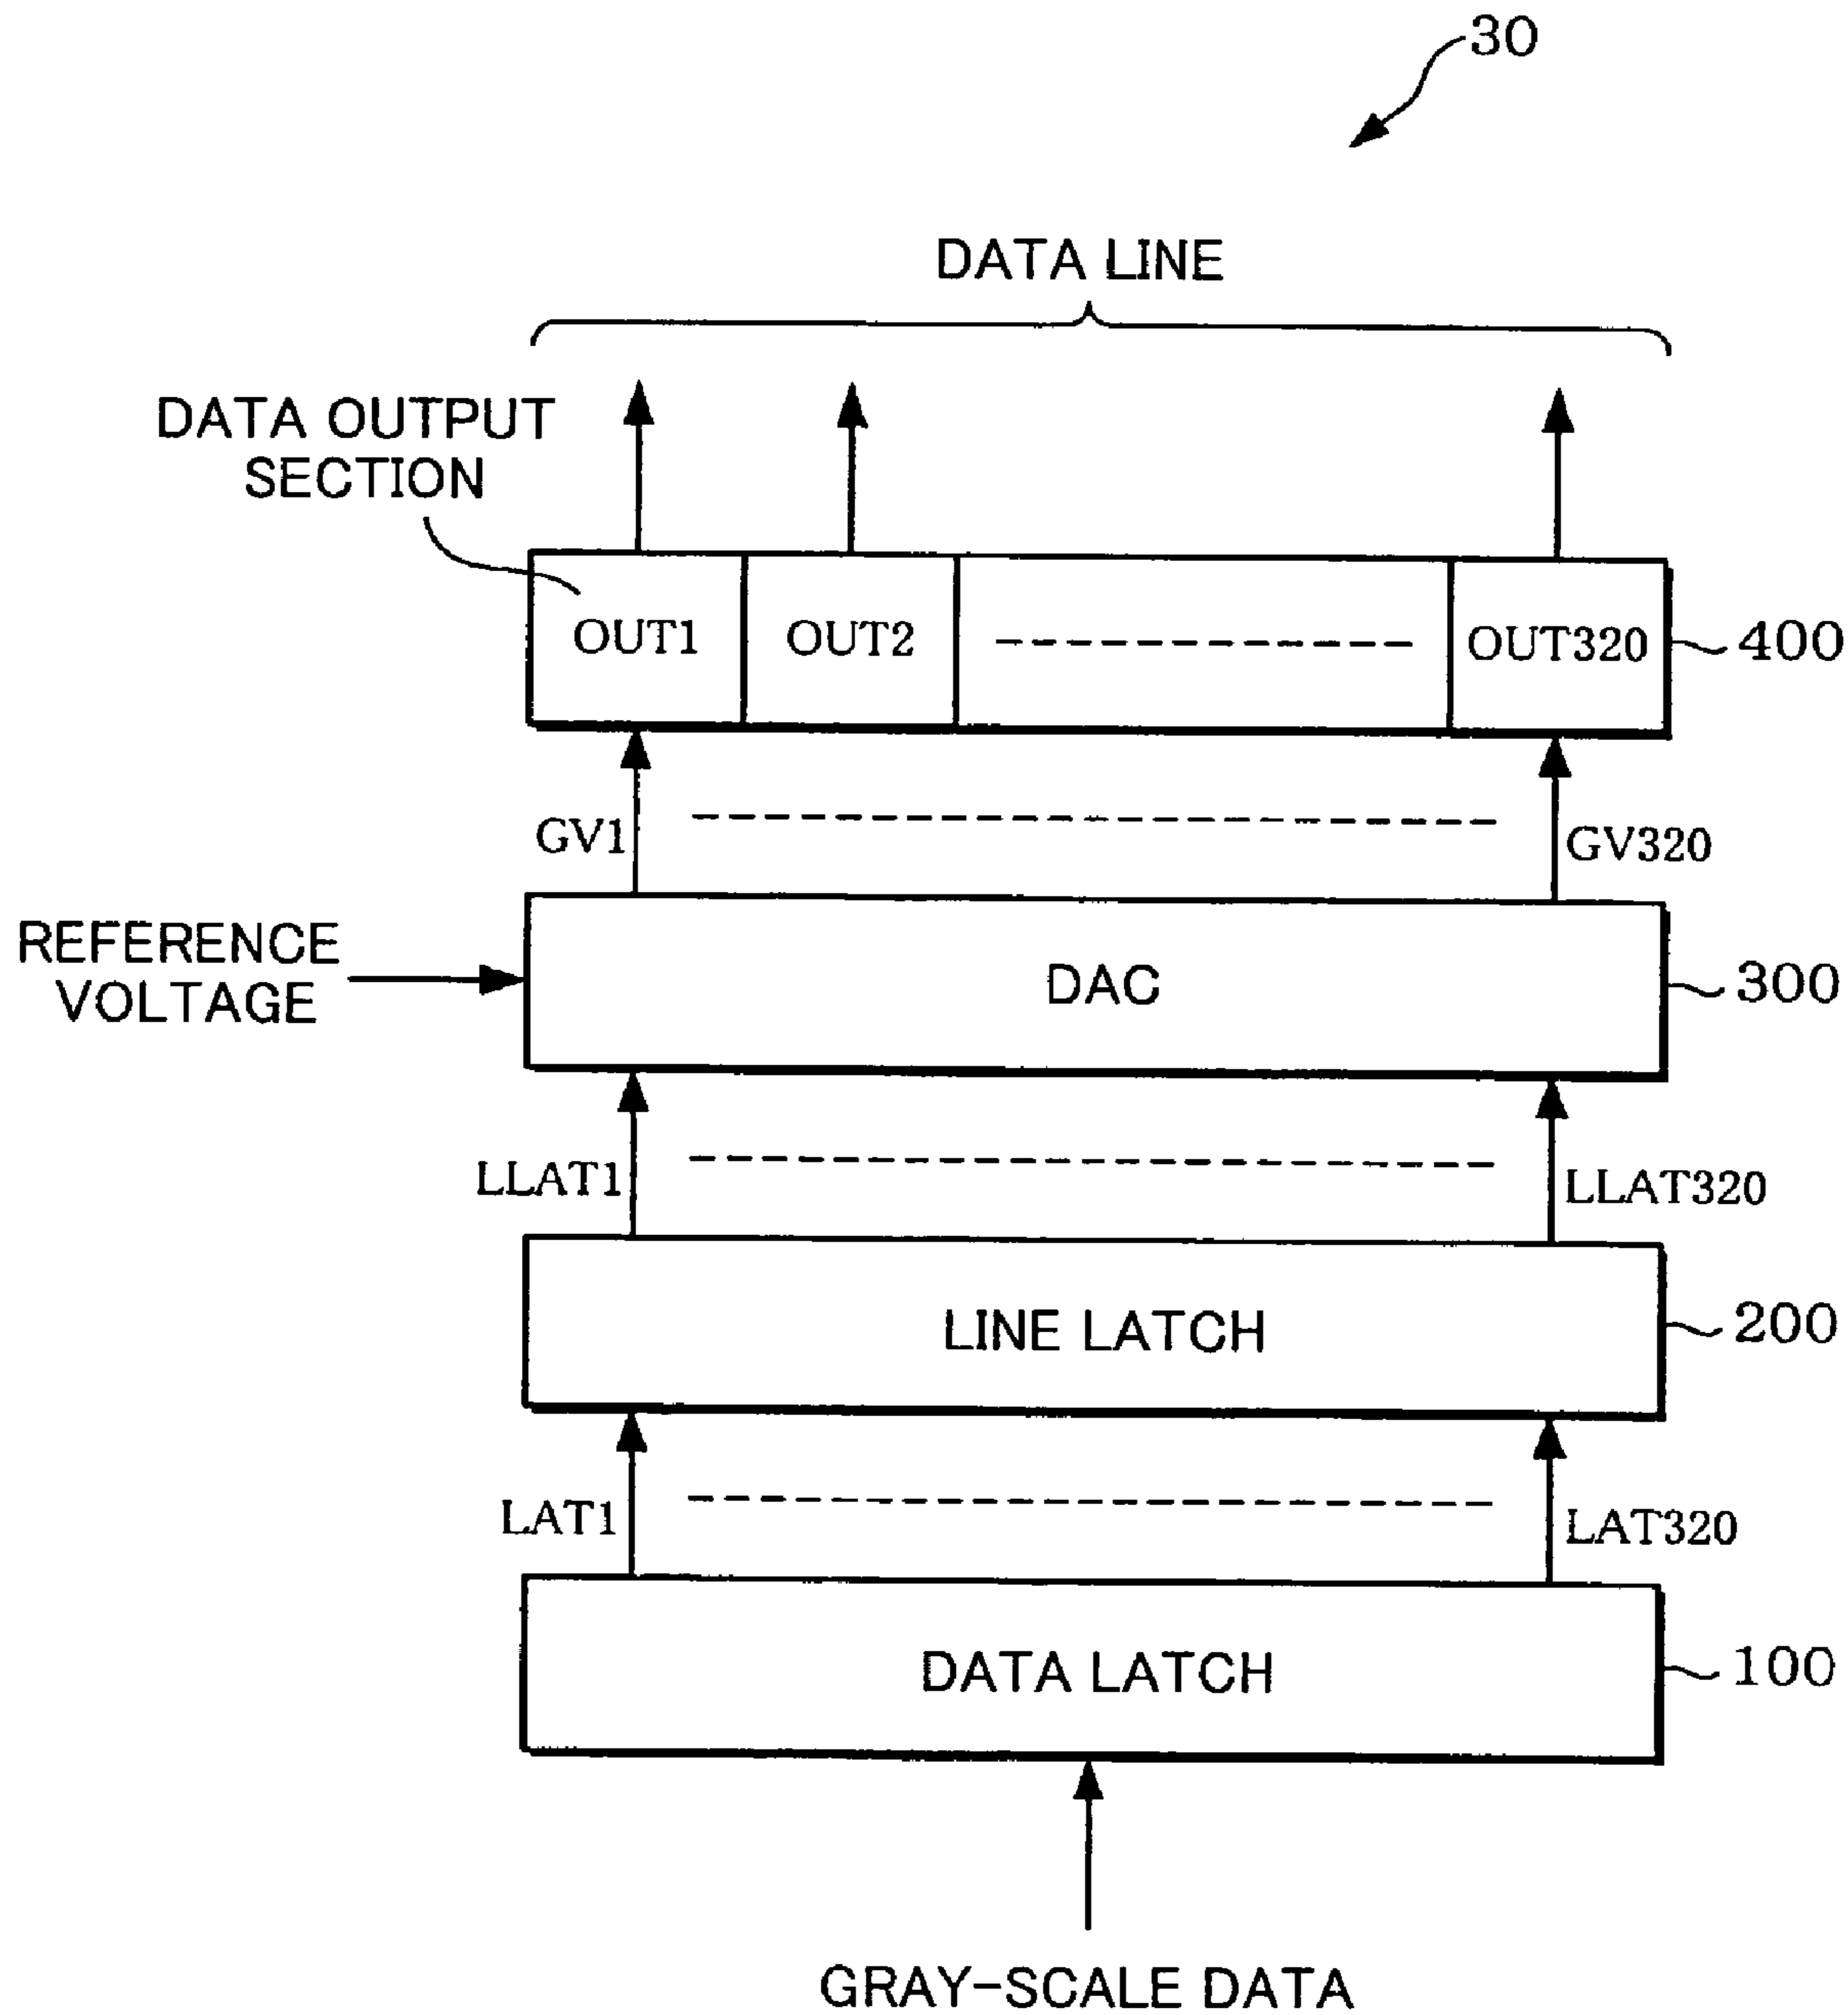 30
DATA LINE
DATA OUTPUT
SECTION
OUT1
OUT2
OUT320
400
GV1
GV320
REFERENCE
VOLTAGE
DAC
300
LLAT1
LLAT320
LINE LATCH
200
LAT1
LAT320
DATA LATCH
100
GRAY-SCALE DATA